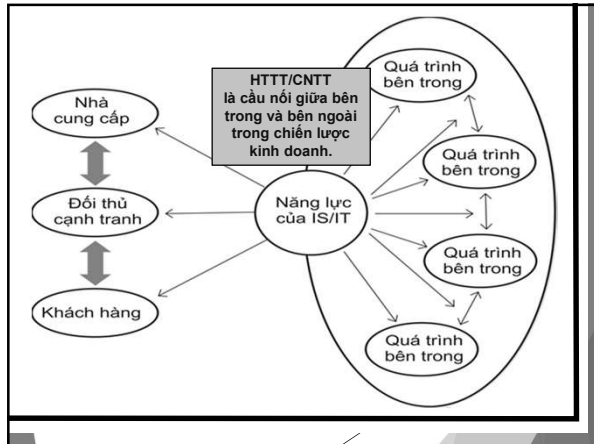 HTTT/CNTT
là cầu nối giữa bên
trong và bên ngoài
trong chiến lược
kinh doanh.
Nhà
cung cấp
Đối thủ
cạnh tranh
Khách hàng
Năng lực
của IS/IT
Quá trình
bên trong
Quá trình
bên trong
Quá trình
bên trong
Quá trình
bên trong